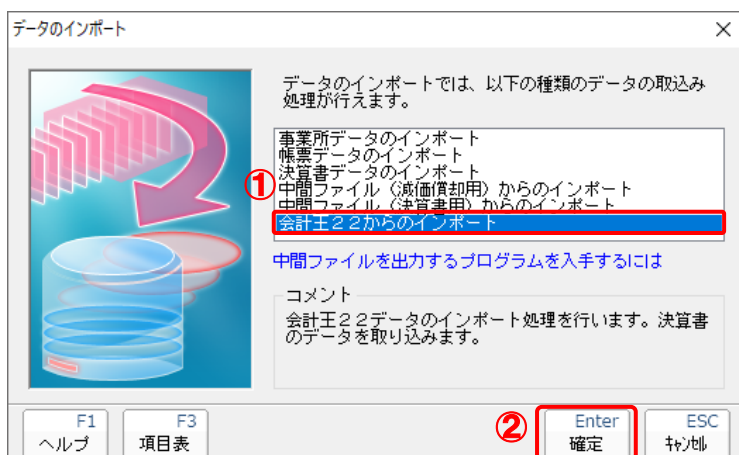 データのインポート
データのインポートでは、以下の種類のデータの取込み
処理が行えます。
事業所データのインポート
帳票データのインポート
決算書データのインポート
①
中間ファイル（減価償却用）からのインポート
中間ファイル（決算書用）からのインポート
会計王２２からのインポート
中間ファイルを出力するプログラムを入手するには
コメント
会計王２２データのインポート処理を行います。決算書
のデータを取り込みます。
F1
ヘルプ
F3
項目表
②
Enter
確定
ESC
ｷｬﾝｾﾙ